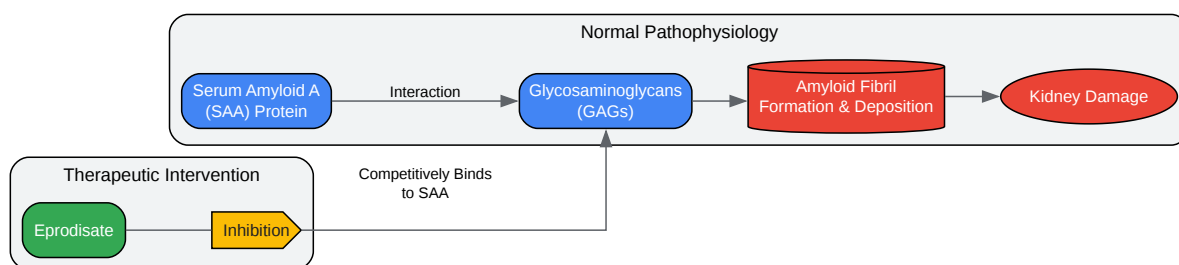 Normal Pathophysiology
Serum Amyloid A
(SAA) Protein
Interaction
Glycosaminoglycans
(GAGs)
Amyloid Fibril
Formation & Deposition
Kidney Damage
Therapeutic Intervention
Competitively Binds
to SAA
Eprodisate
Inhibition